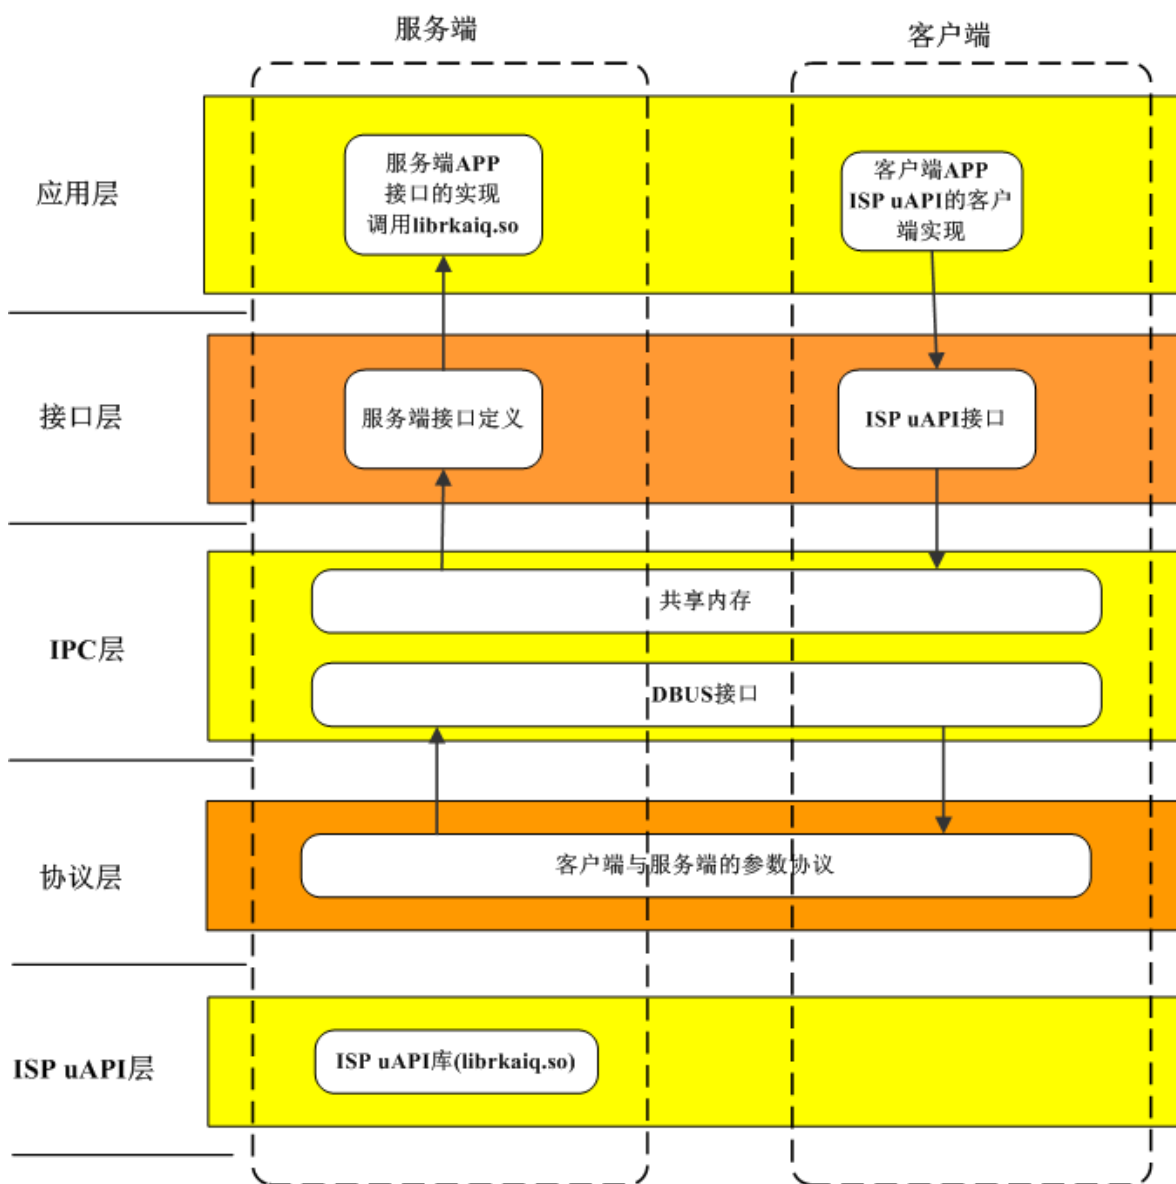 服务端
客户端
应用层
服务端APP
接口的实现
调用librkaiq.so
客户端APP
ISP uAPI的客户
端实现
接口层
服务端接口定义
ISP uAPI接口
IPC层
共享内存
DBUS接口
协议层
客户端与服务端的参数协议
ISP uAPI层
ISP uAPI库(librkaiq.so)